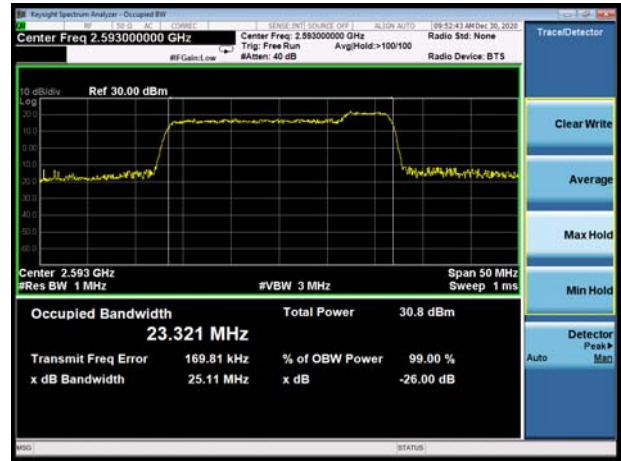 Keysight Spectrum Analyzer - Occupied BW
RF 50 Ω AC CORREC SENSE:INT SOURCE OFF ALIGN AUTO 09:52:43 AM Dec 30, 2020
Center Freq 2.593000000 GHz
Center Freq: 2.593000000 GHz
Radio Std: None
Trig: Free Run Avg|Hold:>100/100
#IFGain:Low #Atten: 40 dB Radio Device: BTS
10 dB/div Ref 30.00 dBm
Log
20.0
10.0
0.00
-10.0
-20.0
-30.0
-40.0
-50.0
-60.0
Center 2.593 GHz Span 50 MHz
#Res BW 1 MHz #VBW 3 MHz Sweep 1 ms
Occupied Bandwidth Total Power 30.8 dBm
23.321 MHz
Transmit Freq Error 169.81 kHz % of OBW Power 99.00 %
x dB Bandwidth 25.11 MHz x dB -26.00 dB
MSG STATUS
Trace/Detector
Clear Write
Average
Max Hold
Min Hold
Detector
Peak▶
Auto Man